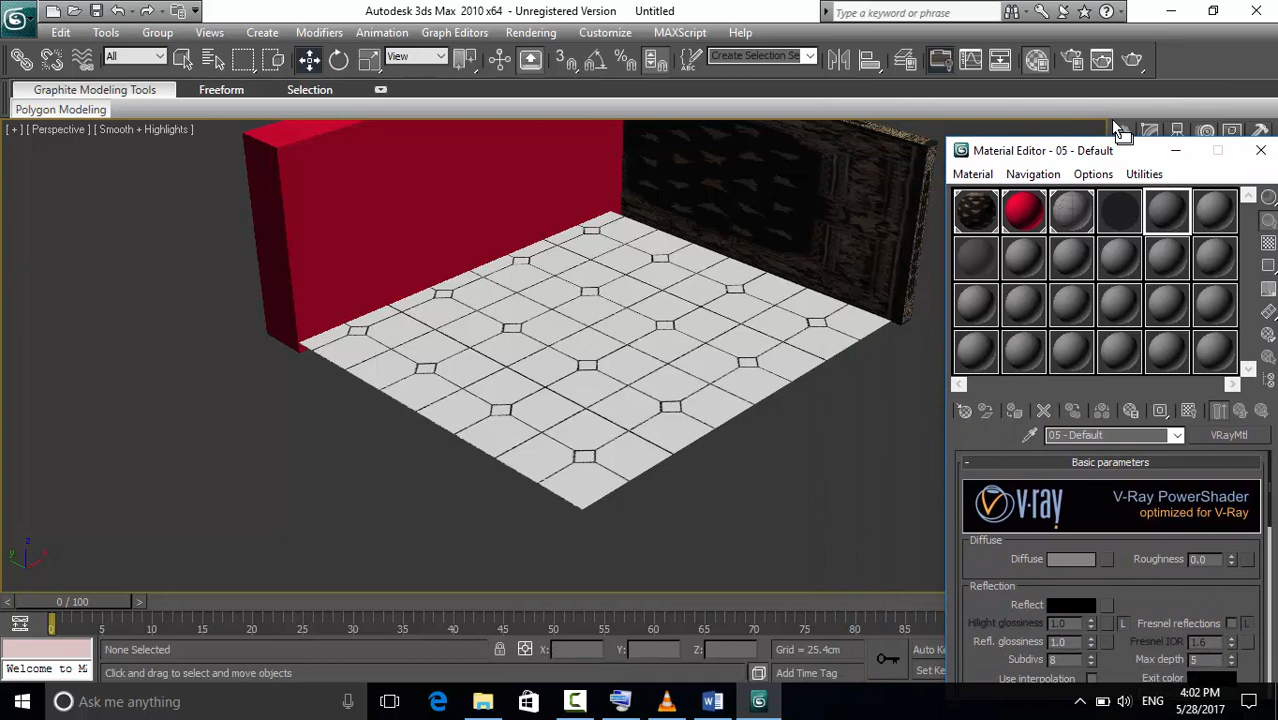 Autodesk 3ds Max 2010 x64 - Unregistered Version Untitled
Type a keyword or phrase
Edit Tools Group Views Create Modifiers Animation Graph Editors Rendering Customize MAXScript Help
All View Create Selection Se
Graphite Modeling Tools Freeform Selection
Polygon Modeling
[ + ] [ Perspective ] [ Smooth + Highlights ]
Material Editor - 05 - Default
Material Navigation Options Utilities
05 - Default VRayMtl
- Basic parameters
v·ray V-Ray PowerShader
optimized for V-Ray
Diffuse
Diffuse Roughness 0.0
Reflection
Reflect
Hilight glossiness 1.0 L Fresnel reflections L
Refl. glossiness 1.0 Fresnel IOR 1.6
Subdivs 8 Max depth 5
Use interpolation Exit color
< 0 / 100 >
0 5 10 15 20 25 30 35 40 45 50 55 60 65 70 75 80 85
None Selected X: Y: Z: Grid = 25.4cm Auto Ke
Welcome to Ma Click and drag to select and move objects Add Time Tag Set Ke
Ask me anything
ENG 4:02 PM
5/28/2017